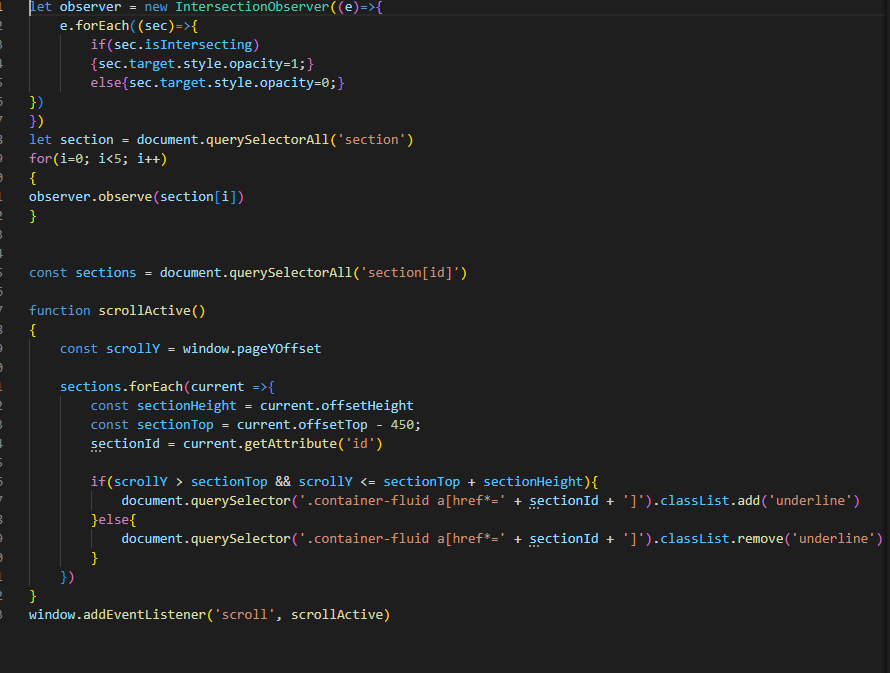 let observer = new IntersectionObserver((e)=>{
    e.forEach((sec)=>{
        if(sec.isIntersecting)
        {sec.target.style.opacity=1;}
        else{sec.target.style.opacity=0;}
})
})
let section = document.querySelectorAll('section')
for(i=0; i<5; i++)
{
observer.observe(section[i])
}
const sections = document.querySelectorAll('section[id]')
function scrollActive()
{
    const scrollY = window.pageYOffset
    sections.forEach(current =>{
        const sectionHeight = current.offsetHeight
        const sectionTop = current.offsetTop - 450;
        sectionId = current.getAttribute('id')
        if(scrollY > sectionTop && scrollY <= sectionTop + sectionHeight){
            document.querySelector('.container-fluid a[href*=' + sectionId + ']').classList.add('underline')
        }else{
            document.querySelector('.container-fluid a[href*=' + sectionId + ']').classList.remove('underline')
        }
    })
}
window.addEventListener('scroll', scrollActive)